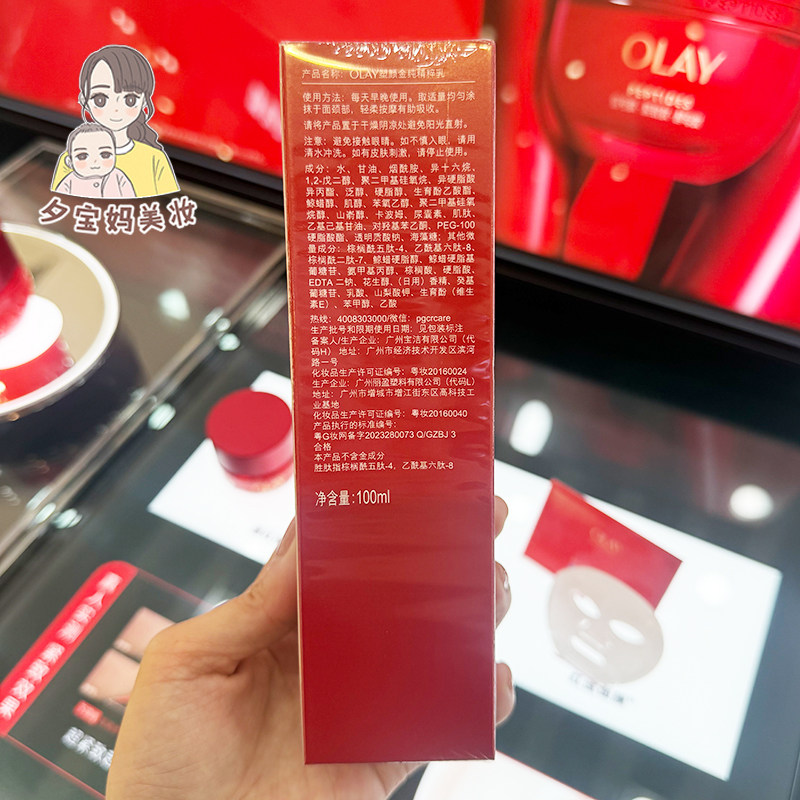 产品名称：OLAY塑颜金纯精粹乳
使用方法：每天早晚使用。取适量均匀涂
抹于面颈部，轻柔按摩有助吸收。
请将产品置于干燥阴凉处避免阳光直射。
注意：避免接触眼睛。如不慎入眼，请用
清水冲洗。如有皮肤刺激，请停止使用。
成分：水、甘油、烟酰胺、异十六烷、
1,2-戊二醇、聚二甲基硅氧烷、异硬脂酸
异丙酯、泛醇、硬脂醇、生育酚乙酸酯、
鲸蜡醇、肌醇、苯氧乙醇、聚二甲基硅氧
烷醇、山嵛醇、卡波姆、尿囊素、肌肽、
乙基己基甘油、对羟基苯乙酮、PEG-100
硬脂酸酯、透明质酸钠、海藻糖；其他微
量成分：棕榈酰五肽-4、乙酰基六肽-8、
棕榈酰二肽-7、鲸蜡硬脂醇、鲸蜡硬脂基
葡糖苷、氨甲基丙醇、棕榈酸、硬脂酸、
EDTA 二钠、花生醇、（日用）香精、癸基
葡糖苷、乳酸、山梨酸钾、生育酚（维生
素E）、苯甲醇、乙酸
热线：4008303000/微信：pgcrcare
生产批号和限期使用日期：见包装标注
备案人/生产企业：广州宝洁有限公司（代
码H） 地址：广州市经济技术开发区滨河
路一号
化妆品生产许可证编号：粤妆20160024
生产企业：广州丽盈塑料有限公司（代码L）
地址：广州市增城市增江街东区高科技工
业基地
化妆品生产许可证编号：粤妆20160040
产品执行的标准编号：
粤G妆网备字2023280073 Q/GZBJ 3
合格
本产品不含金成分
胜肽指棕榈酰五肽-4，乙酰基六肽-8
净含量：100ml
夕宝妈美妆
OLAY
PEPTIDES
OLAY